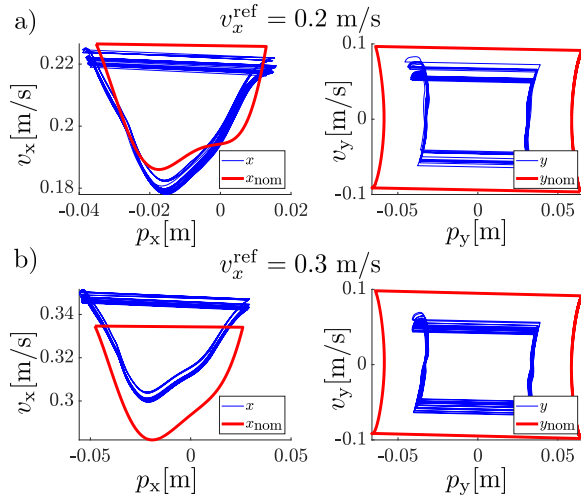 a) v_x^ref = 0.2 m/s
v_x[m/s]
0.22
0.2
0.18
-0.04 -0.02 0 0.02
p_x[m]
x
x_nom
v_y[m/s]
0.1
0
-0.1
-0.05 0 0.05
p_y[m]
y
y_nom
b) v_x^ref = 0.3 m/s
v_x[m/s]
0.34
0.32
0.3
-0.05 0 0.05
p_x[m]
x
x_nom
v_y[m/s]
0.1
0
-0.1
-0.05 0 0.05
p_y[m]
y
y_nom